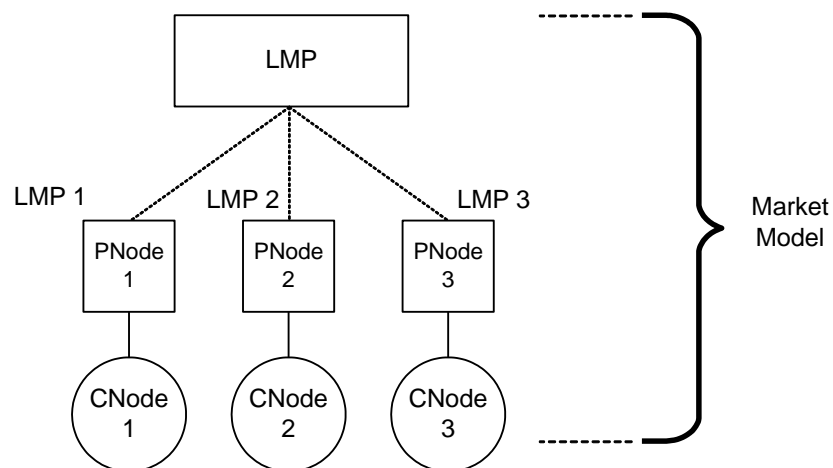 LMP
LMP 1
LMP 2
LMP 3
PNode
1
PNode
2
PNode
3
CNode
1
CNode
2
CNode
3
Market
Model